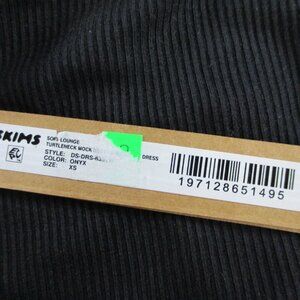 SKIMS
SOFT LOUNGE
TURTLENECK MOCK DRESS
STYLE: DS-DRS-
COLOR: ONYX
SIZE: XS
197128651495